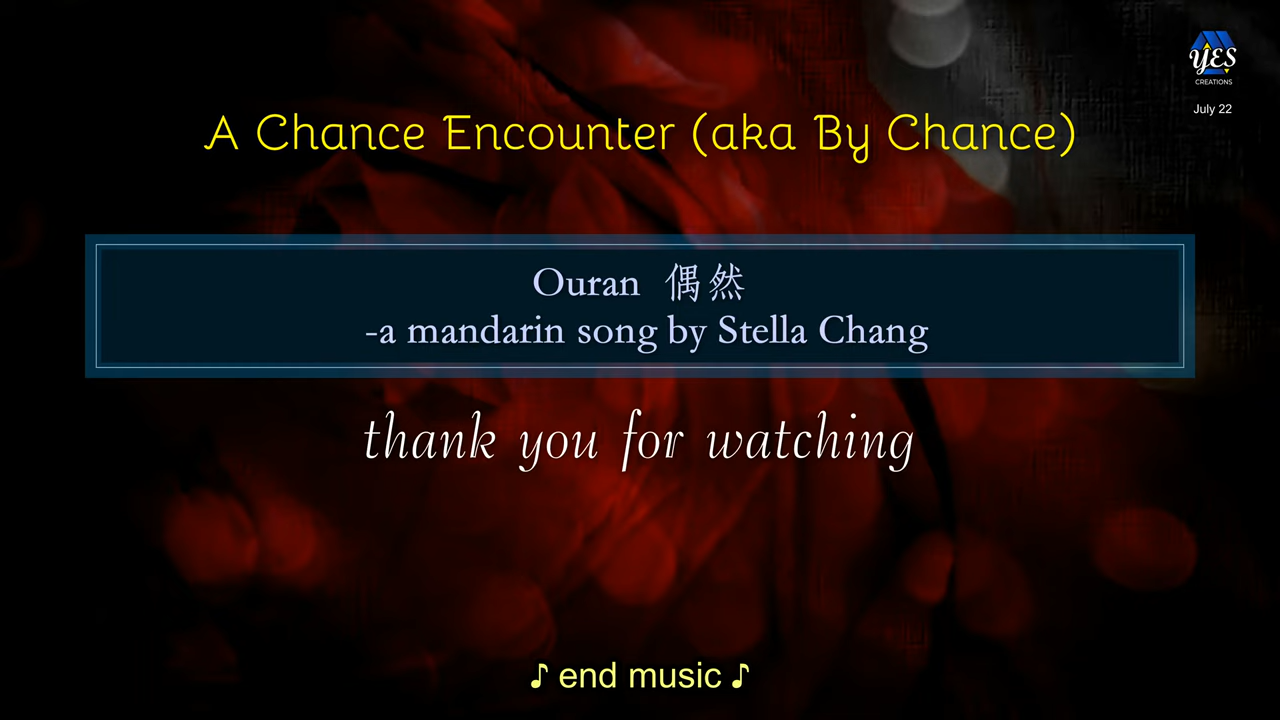 YES
CREATIONS
July 22
A Chance Encounter (aka By Chance)
Ouran 偶然
-a mandarin song by Stella Chang
thank you for watching
♪ end music ♪